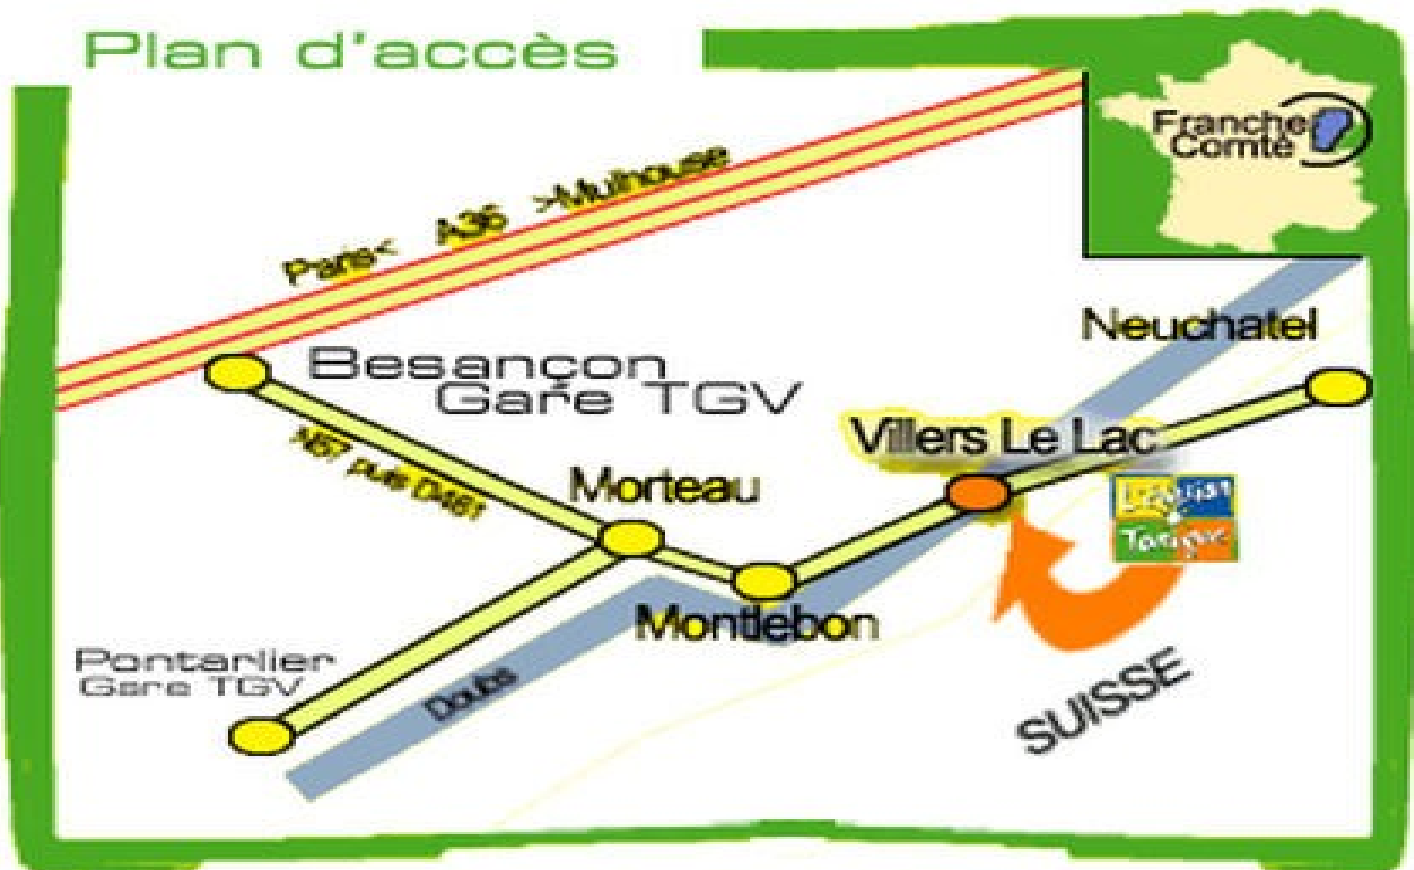 Plan d'accès
Franche
Comté
Paris< A36 >Mulhouse
Neuchatel
Besançon
Gare TGV
Villers Le Lac
N57 puis D461
Morteau
Montlebon
Pontarlier
Gare TGV
Doubs
SUISSE